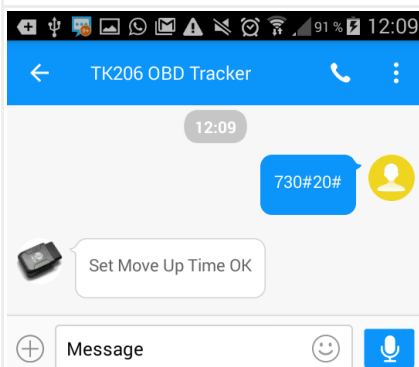 91 % 12:09
TK206 OBD Tracker
12:09
730#20#
Set Move Up Time OK
Message